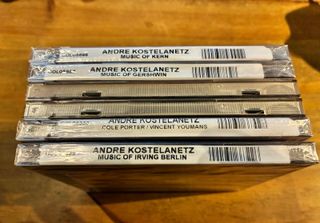 ANDRE KOSTELANETZ
MUSIC OF KERN
ANDRE KOSTELANETZ
MUSIC OF GERSHWIN
ANDRE KOSTELANETZ
COLE PORTER / VINCENT YOUMANS
ANDRE KOSTELANETZ
MUSIC OF IRVING BERLIN